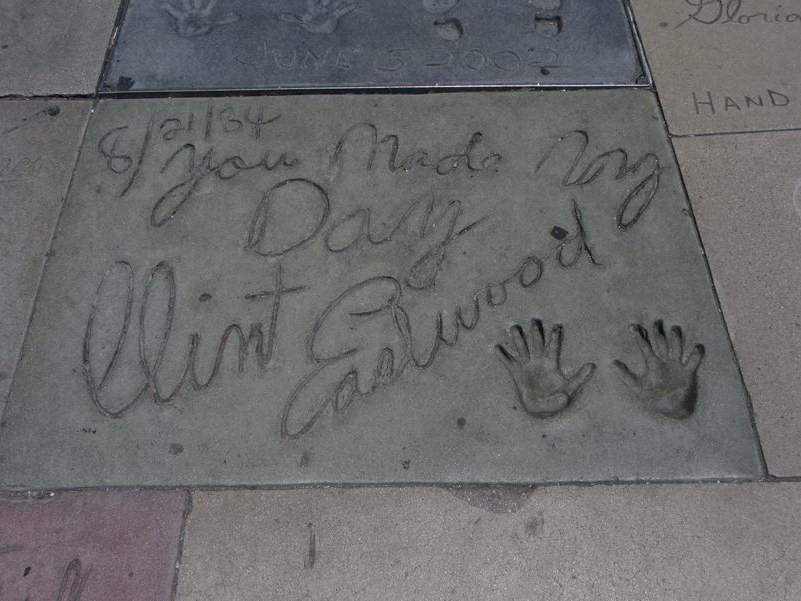 JUNE 5 2002
Gloria
HAND
8/21/84
You Made My
Day
Clint Eastwood